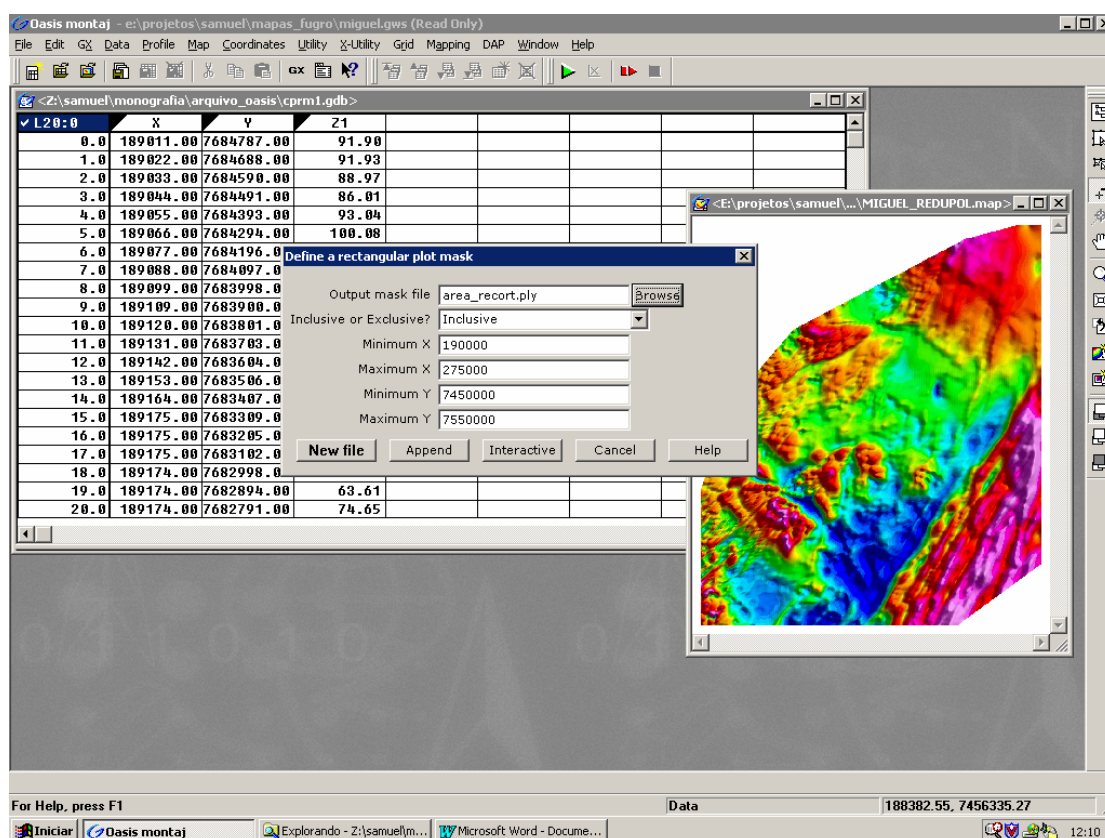 Oasis montaj - e:\projetos\samuel\mapas_fugro\miguel.gws (Read Only)
File Edit GX Data Profile Map Coordinates Utility X-Utility Grid Mapping DAP Window Help
GX
<Z:\samuel\monografia\arquivo_oasis\cprm1.gdb>
L20:0 X Y Z1
0.0 189011.00 7684787.00 91.90
1.0 189022.00 7684688.00 91.93
2.0 189033.00 7684590.00 88.97
3.0 189044.00 7684491.00 86.01
4.0 189055.00 7684393.00 93.04
5.0 189066.00 7684294.00 100.08
6.0 189077.00 7684196.0
7.0 189088.00 7684097.0
8.0 189099.00 7683998.0
9.0 189109.00 7683900.0
10.0 189120.00 7683801.0
11.0 189131.00 7683703.0
12.0 189142.00 7683604.0
13.0 189153.00 7683506.0
14.0 189164.00 7683407.0
15.0 189175.00 7683309.0
16.0 189175.00 7683205.0
17.0 189175.00 7683102.0
18.0 189174.00 7682998.0
19.0 189174.00 7682894.00 63.61
20.0 189174.00 7682791.00 74.65
<E:\projetos\samuel\...\MIGUEL_REDUPOL.map>
Define a rectangular plot mask
Output mask file area_recort.ply Browse
Inclusive or Exclusive? Inclusive
Minimum X 190000
Maximum X 275000
Minimum Y 7450000
Maximum Y 7550000
New file Append Interactive Cancel Help
For Help, press F1 Data 188382.55, 7456335.27
Iniciar Oasis montaj Explorando - Z:\samuel\m... Microsoft Word - Docume... 12:10